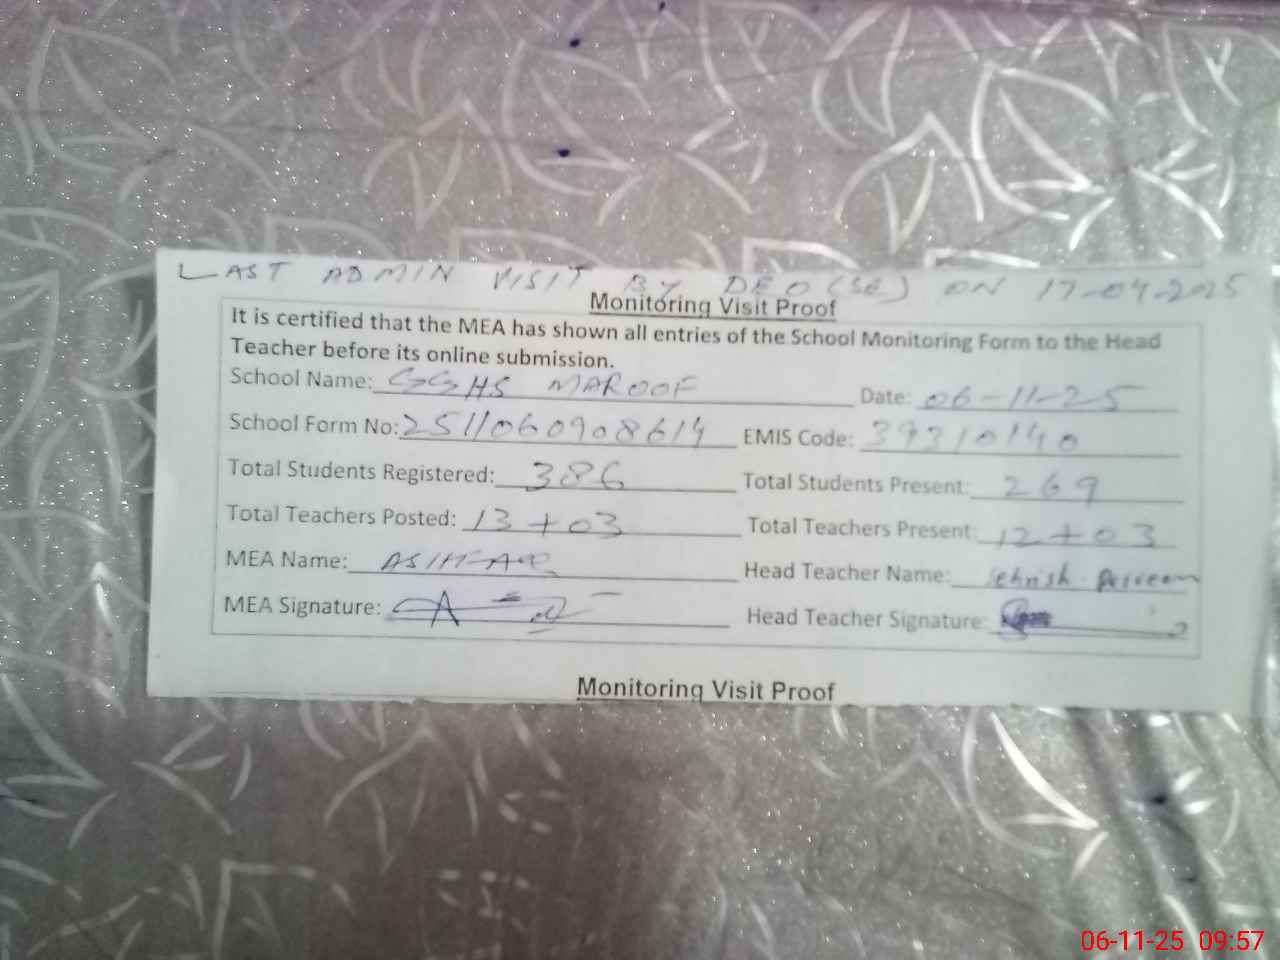 LAST ADMIN VISIT BY DEO (SE) ON 17-04-2025
Monitoring Visit Proof
It is certified that the MEA has shown all entries of the School Monitoring Form to the Head
Teacher before its online submission.
School Name: GGHS MAROOF Date: 06-11-25
School Form No: 2511060908614 EMIS Code: 39310140
Total Students Registered: 386 Total Students Present: 269
Total Teachers Posted: 13 + 03 Total Teachers Present: 12 + 03
MEA Name: Head Teacher Name: Perveen
MEA Signature: Head Teacher Signature:
Monitoring Visit Proof
06-11-25 09:57